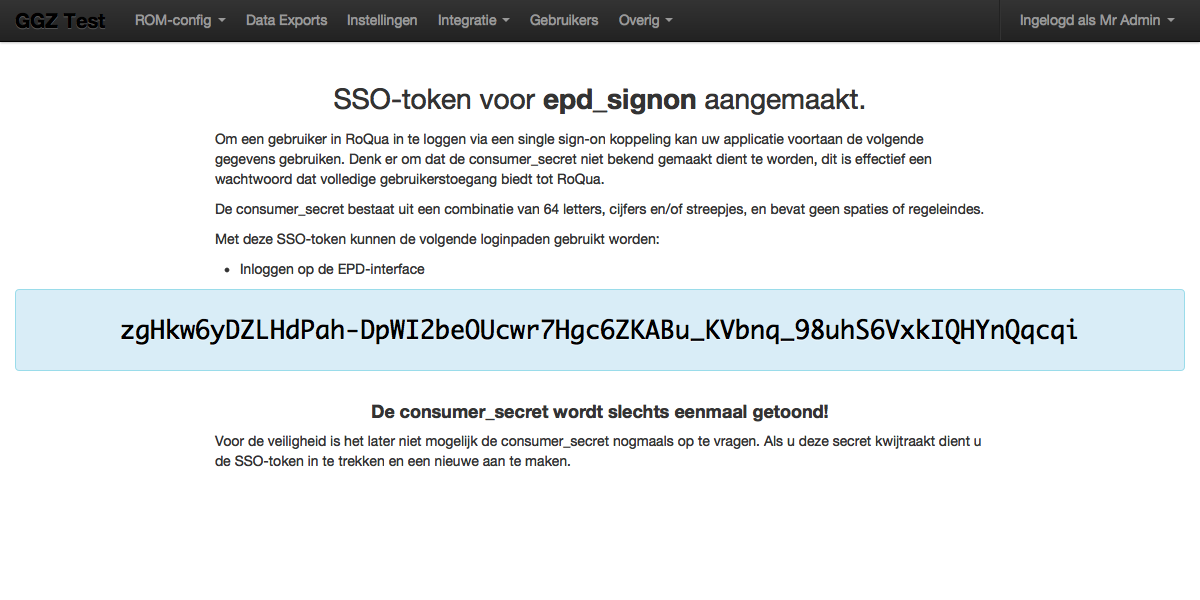 GGZ Test ROM-config Data Exports Instellingen Integratie Gebruikers Overig Ingelogd als Mr Admin
SSO-token voor epd_signon aangemaakt.
Om een gebruiker in RoQua in te loggen via een single sign-on koppeling kan uw applicatie voortaan de volgende
gegevens gebruiken. Denk er om dat de consumer_secret niet bekend gemaakt dient te worden, dit is effectief een
wachtwoord dat volledige gebruikerstoegang biedt tot RoQua.
De consumer_secret bestaat uit een combinatie van 64 letters, cijfers en/of streepjes, en bevat geen spaties of regeleindes.
Met deze SSO-token kunnen de volgende loginpaden gebruikt worden:
• Inloggen op de EPD-interface
zgHkw6yDZLHdPah-DpWI2beOUcwr7Hgc6ZKABu_KVbnq_98uhS6VxkIQHYnQqcqi
De consumer_secret wordt slechts eenmaal getoond!
Voor de veiligheid is het later niet mogelijk de consumer_secret nogmaals op te vragen. Als u deze secret kwijtraakt dient u
de SSO-token in te trekken en een nieuwe aan te maken.